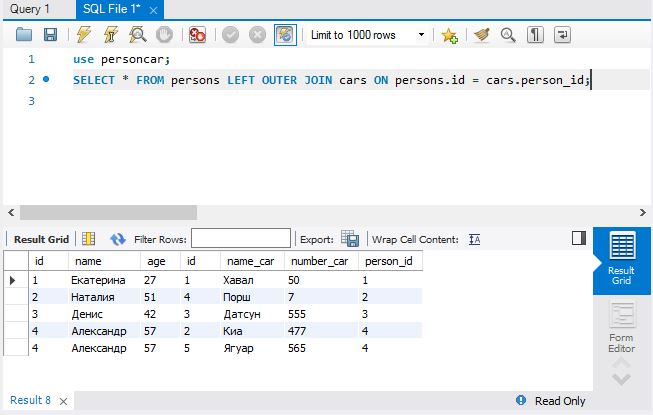 Query 1 SQL File 1* ×
Limit to 1000 rows
1 use personcar;
2 SELECT * FROM persons LEFT OUTER JOIN cars ON persons.id = cars.person_id;
3
Result Grid Filter Rows: Export: Wrap Cell Content:
id name age id name_car number_car person_id
1 Екатерина 27 1 Хавал 50 1
2 Наталия 51 4 Порш 7 2
3 Денис 42 3 Датсун 555 3
4 Александр 57 2 Киа 477 4
4 Александр 57 5 Ягуар 565 4
Result
Grid
Form
Editor
Result 8 × Read Only